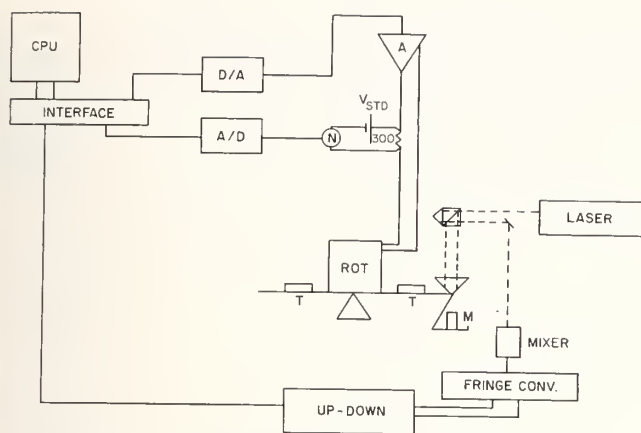 CPU
A
D/A
INTERFACE
V_STD
A/D
N
300
LASER
ROT
T
T
M
MIXER
FRINGE CONV.
UP-DOWN